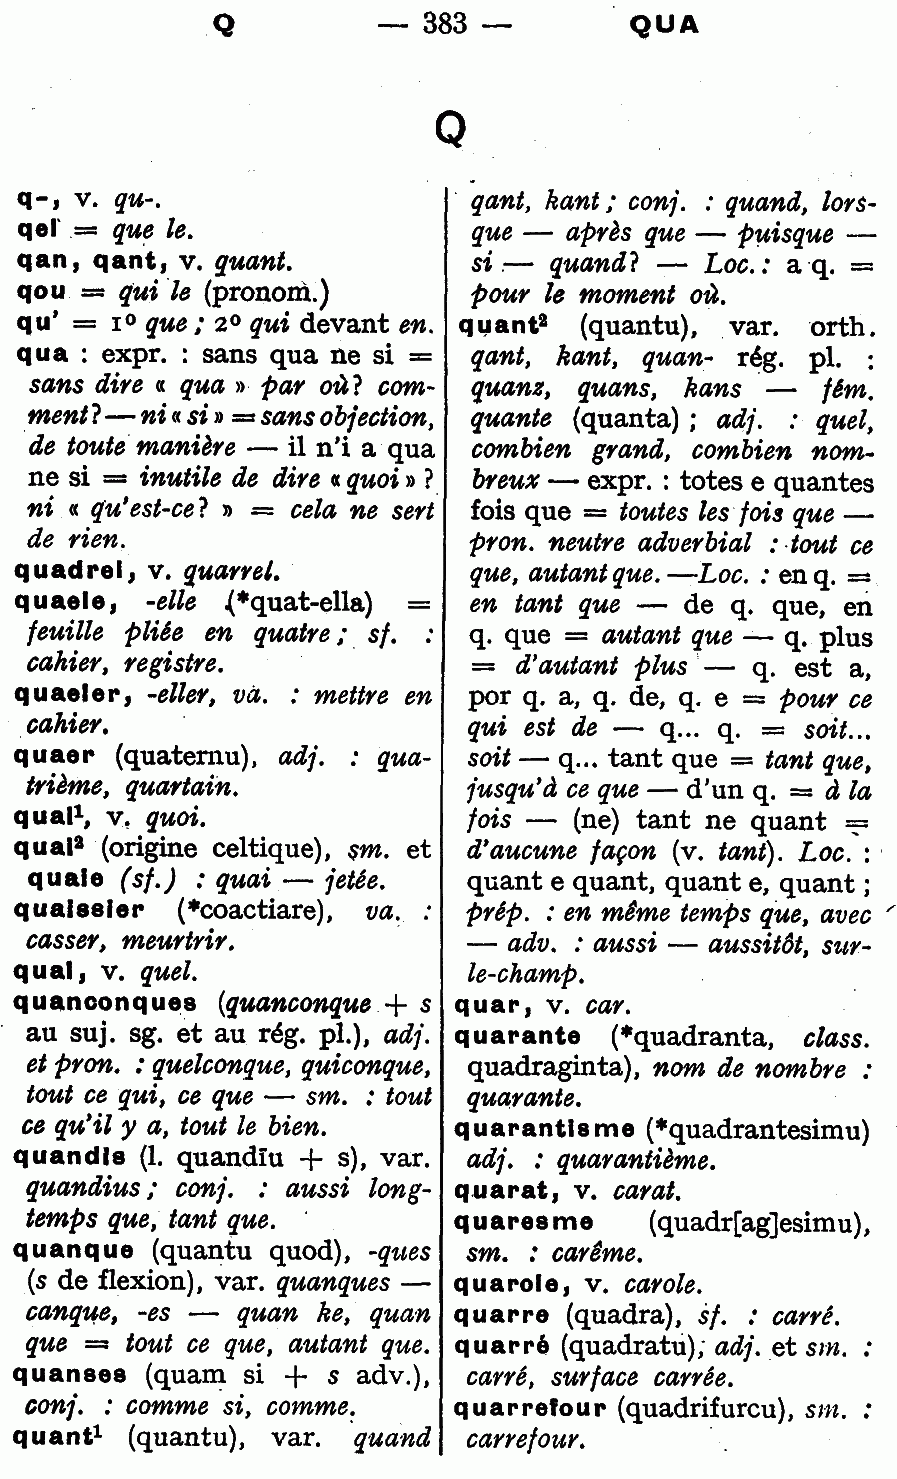 Q — 383 — QUA
Q
q-, v. qu-.
qel = que le.
qan, qant, v. quant.
qou = qui le (pronom.)
qu' = 1º que ; 2º qui devant en.
qua : expr. : sans qua ne si =
sans dire « qua » par où? com-
ment? — ni « si » = sans objection,
de toute manière — il n'i a qua
ne si = inutile de dire « quoi » ?
ni « qu'est-ce? » = cela ne sert
de rien.
quadrel, v. quarrel.
quaele, -elle (*quat-ella) =
feuille pliée en quatre ; sf. :
cahier, registre.
quaeler, -eller, va. : mettre en
cahier.
quaer (quaternu), adj. : qua-
trième, quartain.
quai¹, v. quoi.
quai² (origine celtique), sm. et
quaie (sf.) : quai — jetée.
quaissier (*coactiare), va. :
casser, meurtrir.
qual, v. quel.
quanconques (quanconque + s
au suj. sg. et au rég. pl.), adj.
et pron. : quelconque, quiconque,
tout ce qui, ce que — sm. : tout
ce qu'il y a, tout le bien.
quandis (l. quandīu + s), var.
quandius ; conj. : aussi long-
temps que, tant que.
quanque (quantu quod), -ques
(s de flexion), var. quanques —
canque, -es — quan ke, quan
que = tout ce que, autant que.
quanses (quam si + s adv.),
conj. : comme si, comme.
quant¹ (quantu), var. quand
qant, kant ; conj. : quand, lors-
que — après que — puisque —
si — quand? — Loc. : a q. =
pour le moment où.
quant² (quantu), var. orth.
qant, kant, quan- rég. pl. :
quanz, quans, kans — fém.
quante (quanta) ; adj. : quel,
combien grand, combien nom-
breux — expr. : totes e quantes
fois que = toutes les fois que —
pron. neutre adverbial : tout ce
que, autant que. — Loc. : en q. =
en tant que — de q. que, en
q. que = autant que — q. plus
= d'autant plus — q. est a,
por q. a, q. de, q. e = pour ce
qui est de — q... q. = soit...
soit — q... tant que = tant que,
jusqu'à ce que — d'un q. = à la
fois — (ne) tant ne quant =
d'aucune façon (v. tant). Loc. :
quant e quant, quant e, quant ;
prép. : en même temps que, avec
— adv. : aussi — aussitôt, sur-
le-champ.
quar, v. car.
quarante (*quadranta, class.
quadraginta), nom de nombre :
quarante.
quarantisme (*quadrantesimu)
adj. : quarantième.
quarat, v. carat.
quaresme (quadr[ag]esimu),
sm. : carême.
quarole, v. carole.
quarre (quadra), sf. : carré.
quarré (quadratu), adj. et sm. :
carré, surface carrée.
quarrefour (quadrifurcu), sm. :
carrefour.